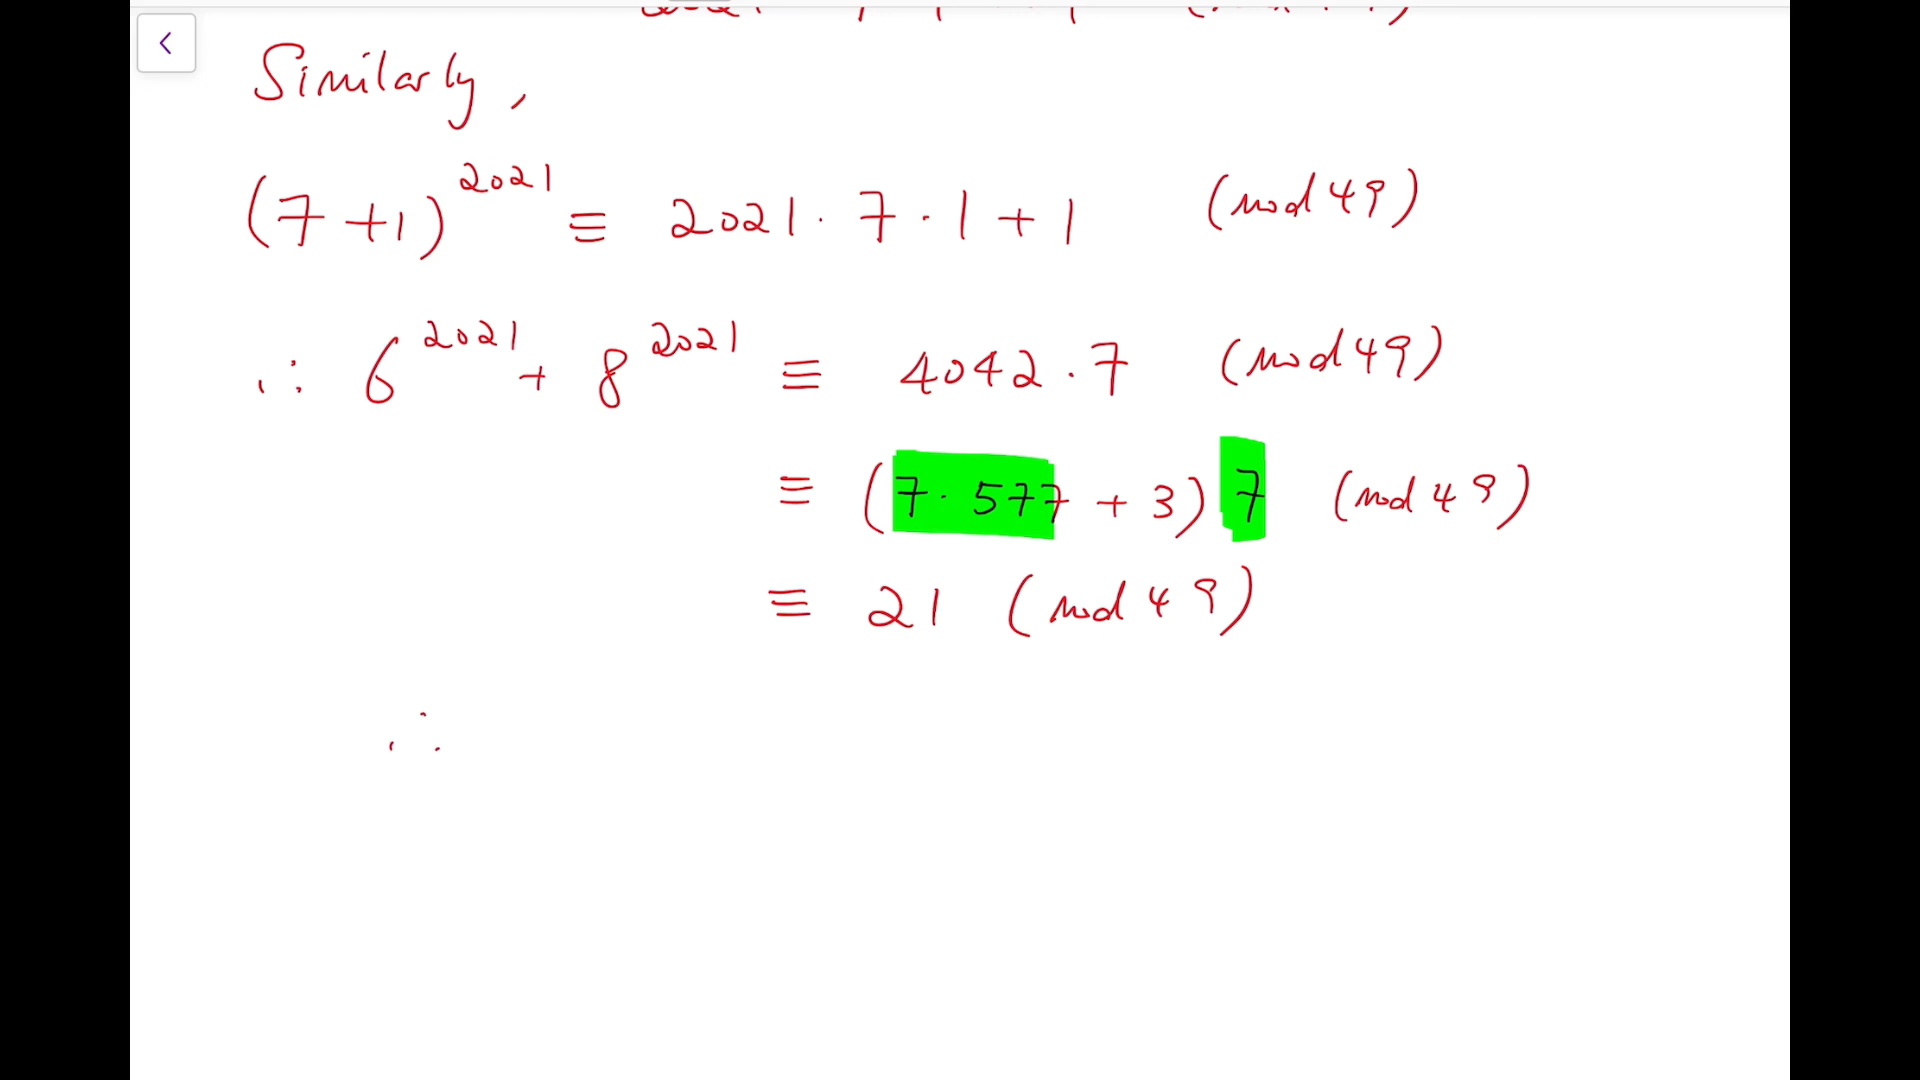 Similarly,
(7+1)^2021 ≡ 2021·7·1+1 (mod 49)
∴ 6^2021 + 8^2021 ≡ 4042·7 (mod 49)
≡ (7·577+3)7 (mod 49)
≡ 21 (mod 49)
∴